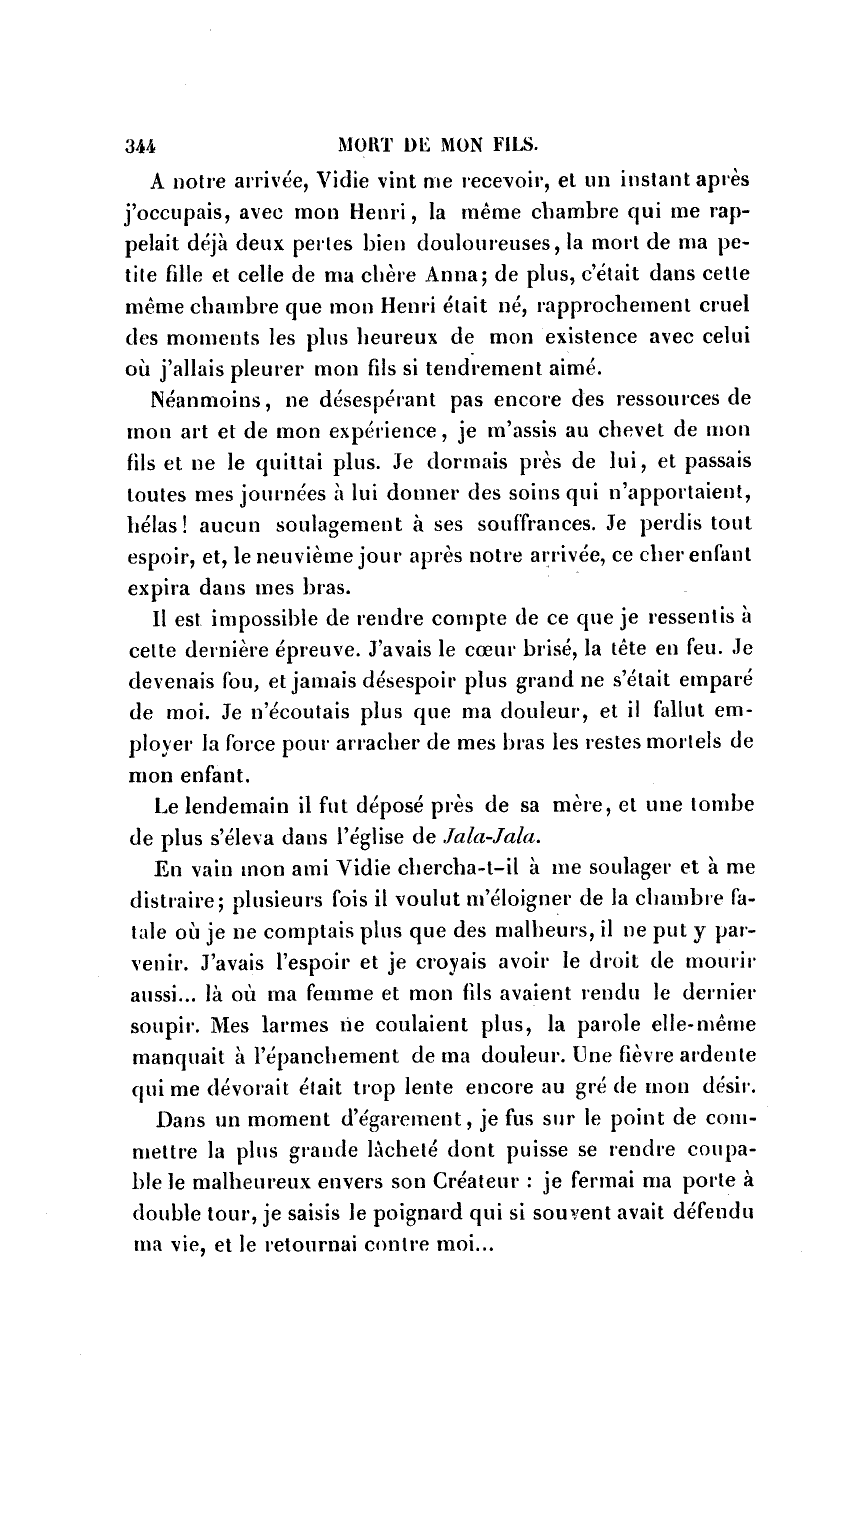 344 MORT DE MON FILS.
A notre arrivée, Vidie vint me recevoir, et un instant après
j'occupais, avec mon Henri, la même chambre qui me rap-
pelait déjà deux pertes bien douloureuses, la mort de ma pe-
tite fille et celle de ma chère Anna; de plus, c'était dans cette
même chambre que mon Henri était né, rapprochement cruel
des moments les plus heureux de mon existence avec celui
où j'allais pleurer mon fils si tendrement aimé.
Néanmoins, ne désespérant pas encore des ressources de
mon art et de mon expérience, je m'assis au chevet de mon
fils et ne le quittai plus. Je dormais près de lui, et passais
toutes mes journées à lui donner des soins qui n'apportaient,
hélas! aucun soulagement à ses souffrances. Je perdis tout
espoir, et, le neuvième jour après notre arrivée, ce cher enfant
expira dans mes bras.
Il est impossible de rendre compte de ce que je ressentis à
cette dernière épreuve. J'avais le cœur brisé, la tête en feu. Je
devenais fou, et jamais désespoir plus grand ne s'était emparé
de moi. Je n'écoutais plus que ma douleur, et il fallut em-
ployer la force pour arracher de mes bras les restes mortels de
mon enfant.
Le lendemain il fut déposé près de sa mère, et une tombe
de plus s'éleva dans l'église de Jala-Jala.
En vain mon ami Vidie chercha-t-il à me soulager et à me
distraire; plusieurs fois il voulut m'éloigner de la chambre fa-
tale où je ne comptais plus que des malheurs, il ne put y par-
venir. J'avais l'espoir et je croyais avoir le droit de mourir
aussi... là où ma femme et mon fils avaient rendu le dernier
soupir. Mes larmes ne coulaient plus, la parole elle-même
manquait à l'épanchement de ma douleur. Une fièvre ardente
qui me dévorait était trop lente encore au gré de mon désir.
Dans un moment d'égarement, je fus sur le point de com-
mettre la plus grande lâcheté dont puisse se rendre coupa-
ble le malheureux envers son Créateur : je fermai ma porte à
double tour, je saisis le poignard qui si souvent avait défendu
ma vie, et le retournai contre moi...